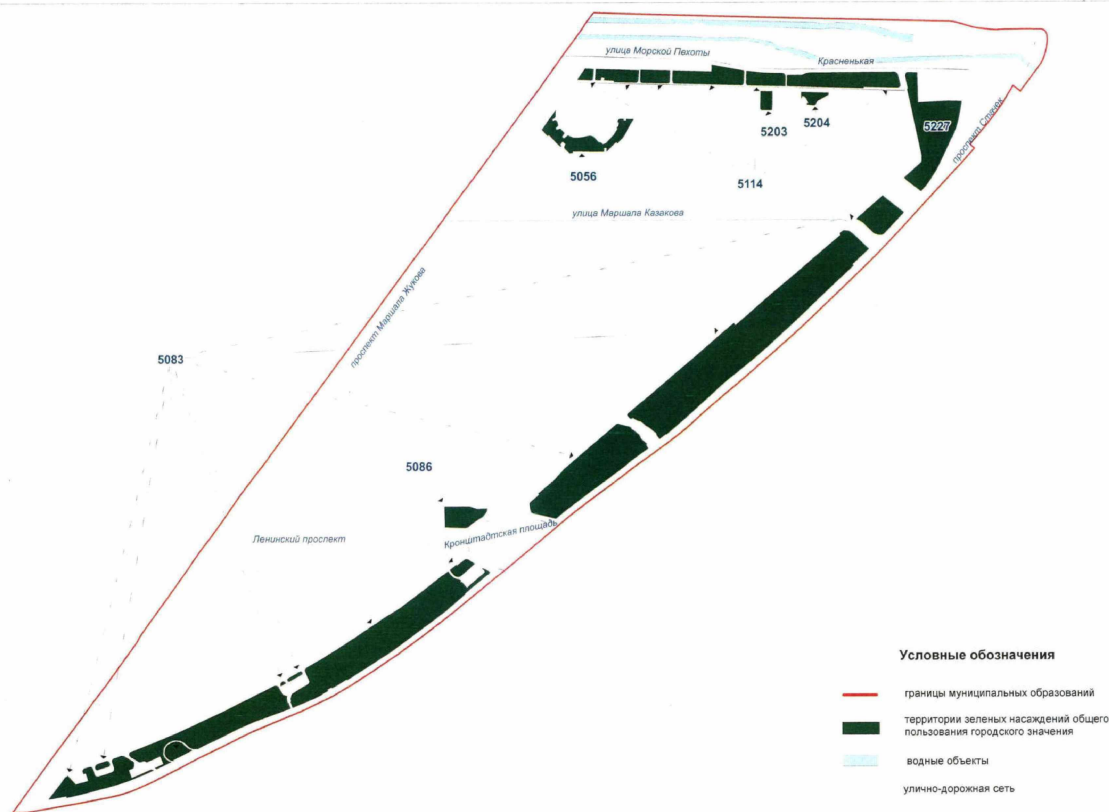 улица Морской Пехоты
Красненькая
5203
5204
5227
проспект Стачек
5056
5114
улица Маршала Казакова
проспект Маршала Жукова
5083
5086
Ленинский проспект
Кронштадтская площадь
Условные обозначения
границы муниципальных образований
территории зеленых насаждений общего
пользования городского значения
водные объекты
улично-дорожная сеть